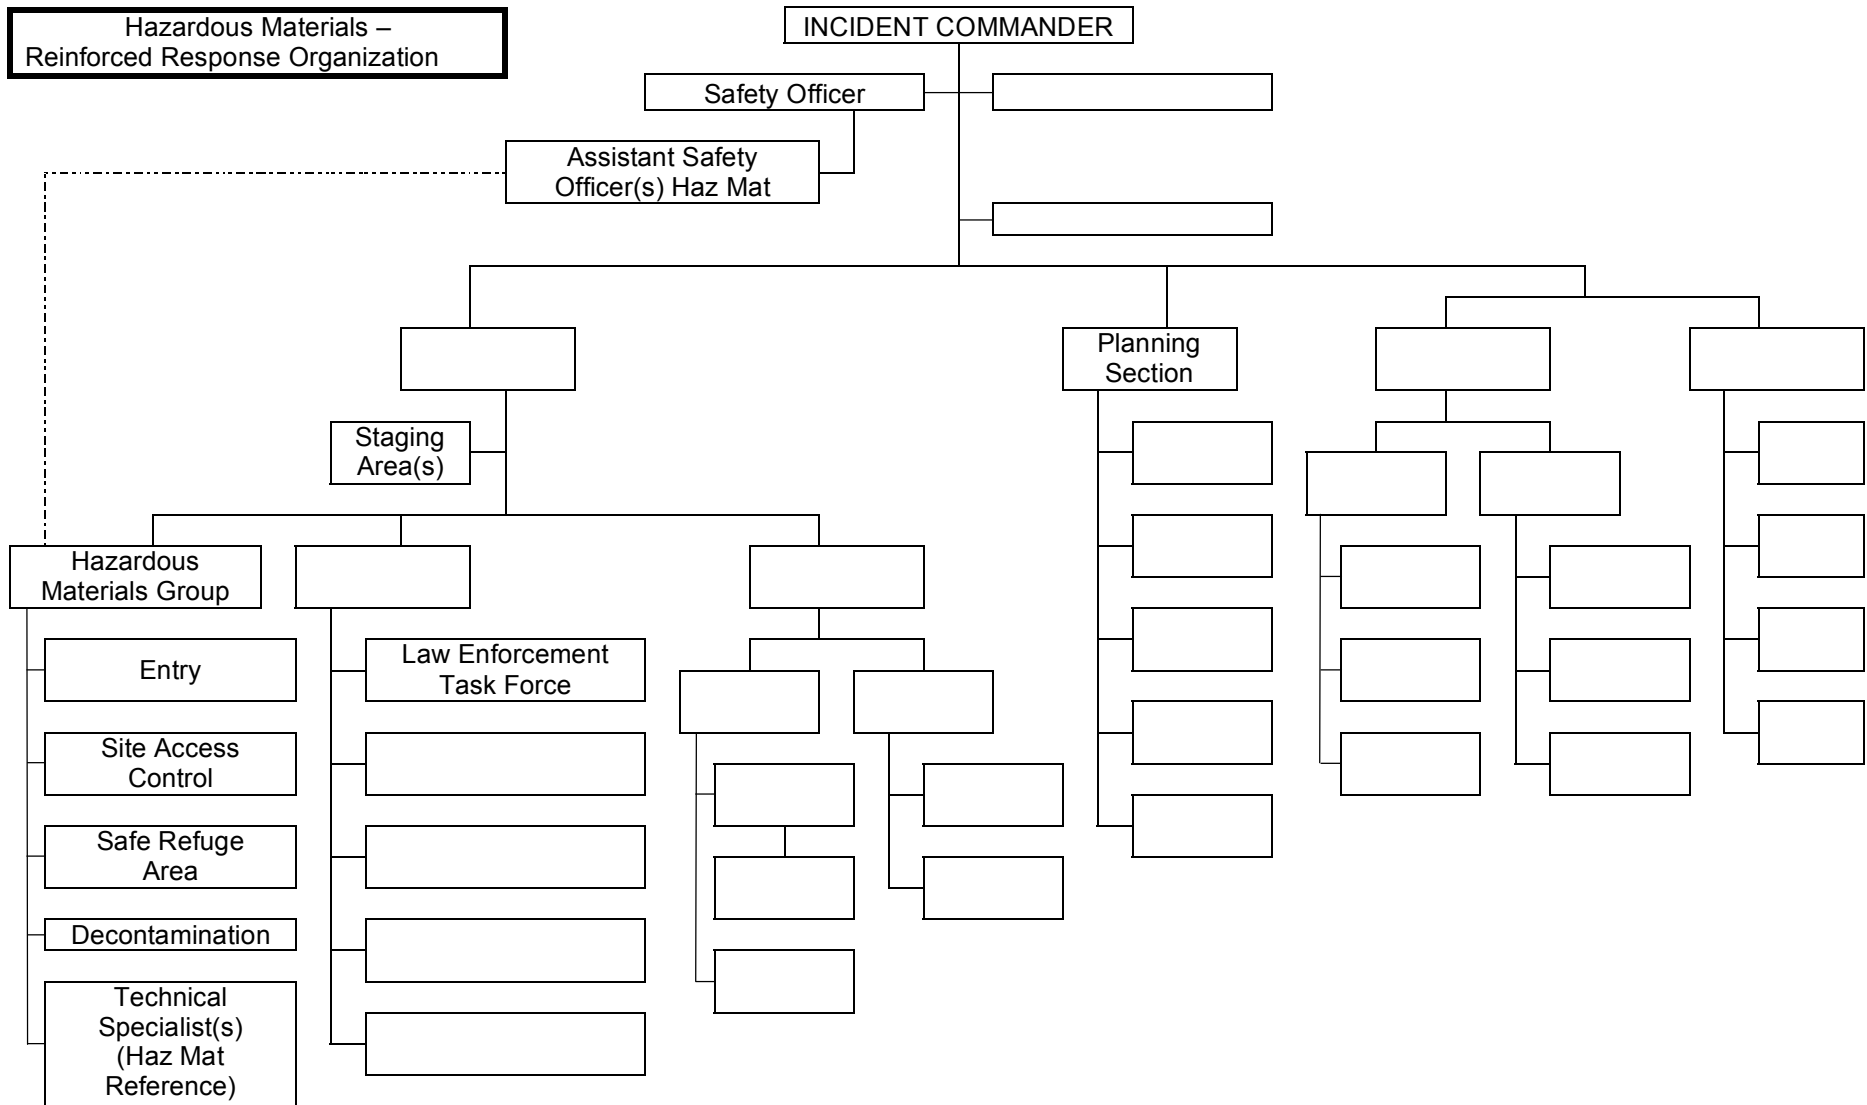 Hazardous Materials –
Reinforced Response Organization
INCIDENT COMMANDER
Safety Officer
Assistant Safety
Officer(s) Haz Mat
Planning
Section
Staging
Area(s)
Hazardous
Materials Group
Entry
Law Enforcement
Task Force
Site Access
Control
Safe Refuge
Area
Decontamination
Technical
Specialist(s)
(Haz Mat
Reference)